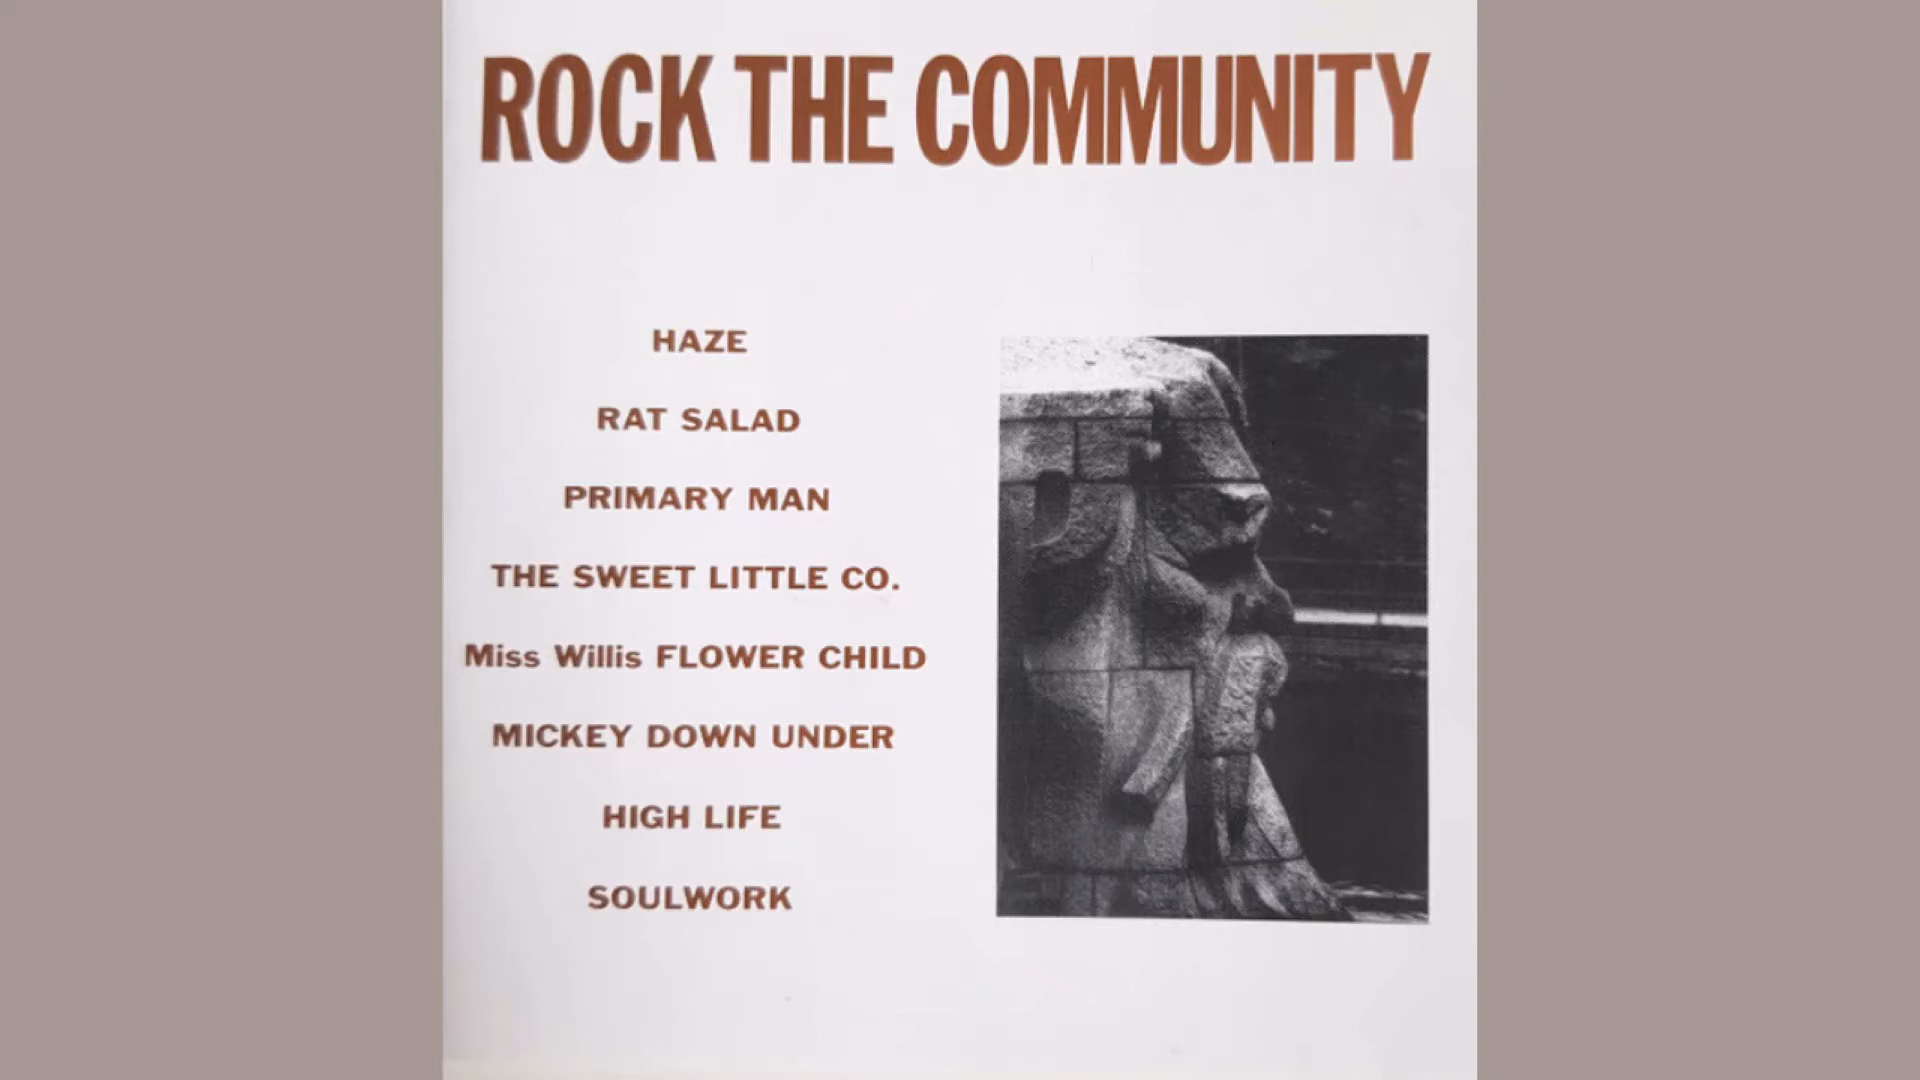 ROCK THE COMMUNITY
HAZE
RAT SALAD
PRIMARY MAN
THE SWEET LITTLE CO.
Miss Willis FLOWER CHILD
MICKEY DOWN UNDER
HIGH LIFE
SOULWORK